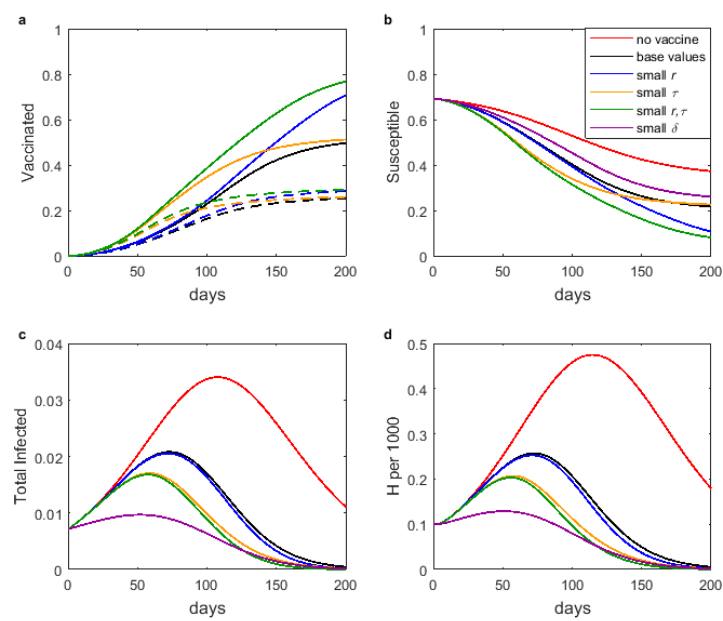 a
1
0.8
0.6
0.4
0.2
0
Vaccinated
0 50 100 150 200
days
b
1
0.8
0.6
0.4
0.2
0
Susceptible
0 50 100 150 200
days
no vaccine
base values
small r
small τ
small r, τ
small δ
c
0.04
0.03
0.02
0.01
0
Total Infected
0 50 100 150 200
days
d
0.5
0.4
0.3
0.2
0.1
0
H per 1000
0 50 100 150 200
days